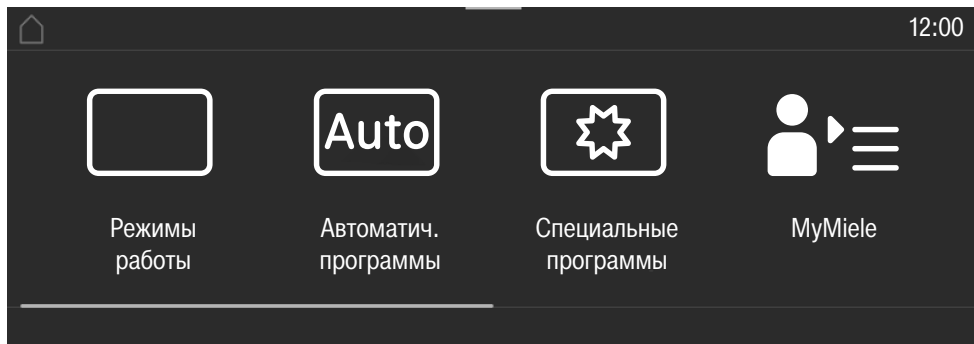 12:00
Auto
Режимы
работы
Автоматич.
программы
Специальные
программы
MyMiele